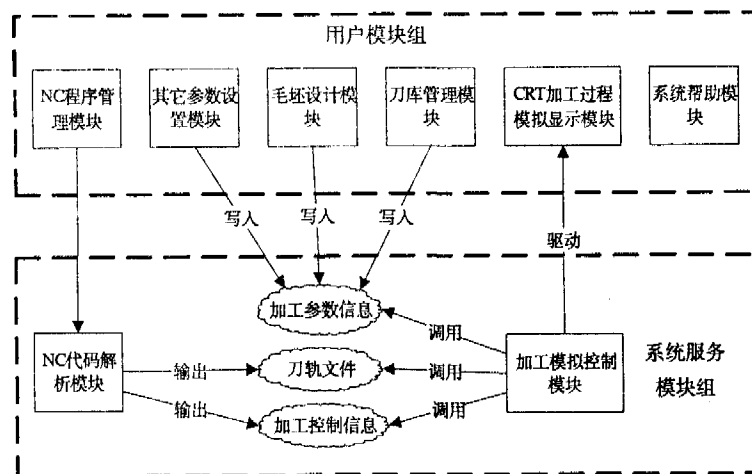 用户模块组
NC程序管
理模块
其它参数设
置模块
毛坯设计模
块
刀库管理模
块
CRT加工过程
模拟显示模块
系统帮助模
块
写入
写入
写入
驱动
加工参数信息
NC代码解
析模块
输出
刀轨文件
调用
调用
加工模拟控制
模块
系统服务
模块组
输出
加工控制信息
调用